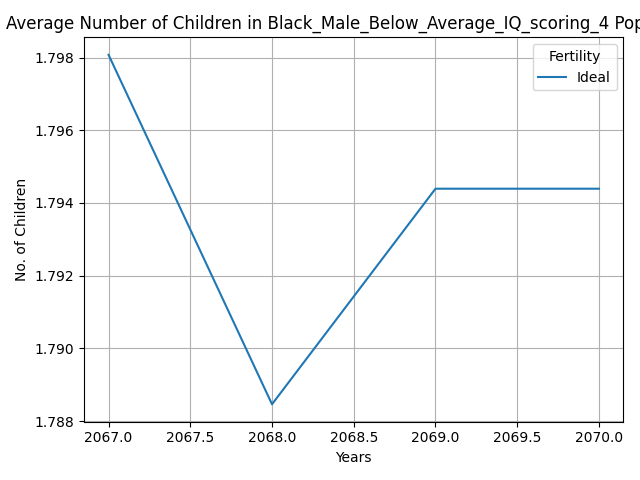 Average Number of Children in Black_Male_Below_Average_IQ_scoring_4 Pop
1.798
1.796
1.794
1.792
1.790
1.788
No. of Children
Fertility
Ideal
2067.0 2067.5 2068.0 2068.5 2069.0 2069.5 2070.0
Years